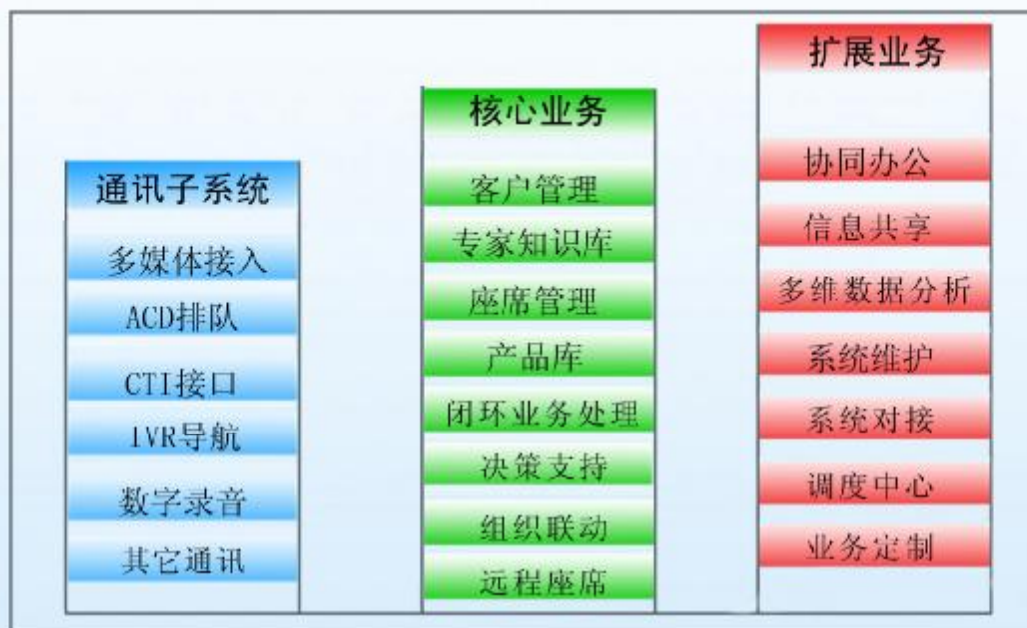 通讯子系统
多媒体接入
ACD排队
CTI接口
IVR导航
数字录音
其它通讯
核心业务
客户管理
专家知识库
座席管理
产品库
闭环业务处理
决策支持
组织联动
远程座席
扩展业务
协同办公
信息共享
多维数据分析
系统维护
系统对接
调度中心
业务定制